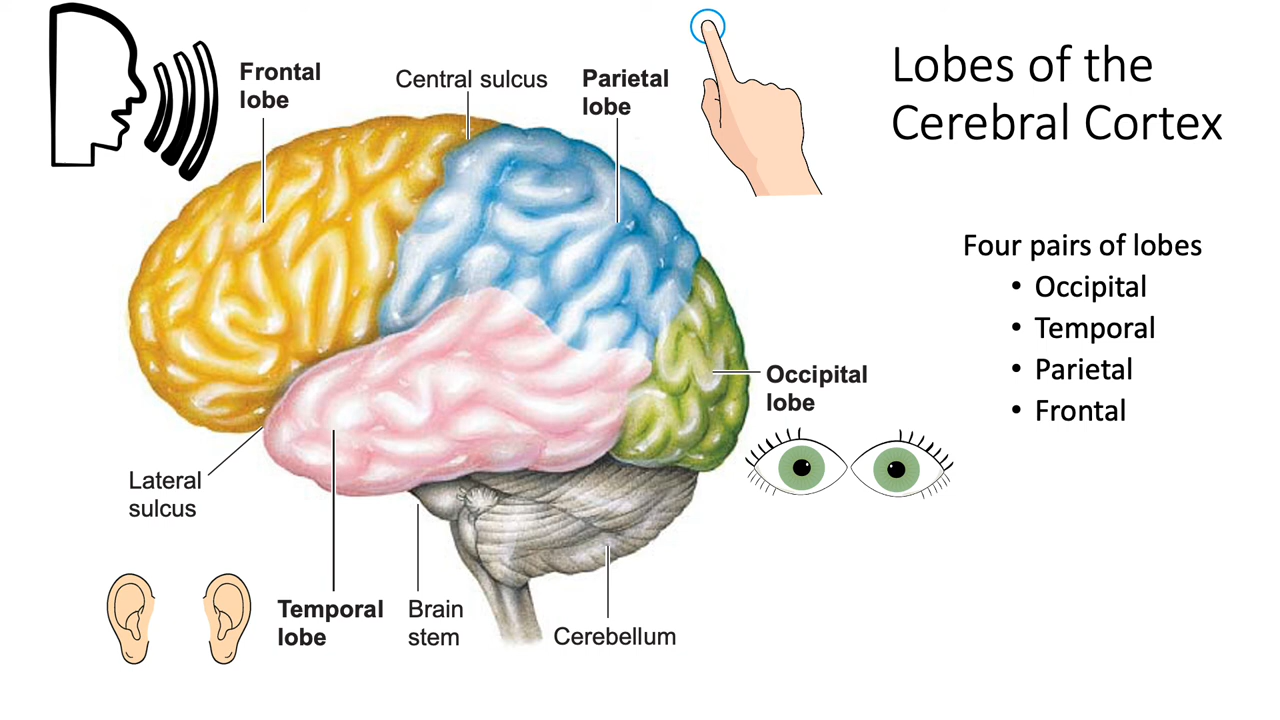 Lobes of the
Cerebral Cortex
Frontal
lobe
Central sulcus
Parietal
lobe
Four pairs of lobes
• Occipital
• Temporal
• Parietal
• Frontal
Occipital
lobe
Lateral
sulcus
Temporal
lobe
Brain
stem
Cerebellum